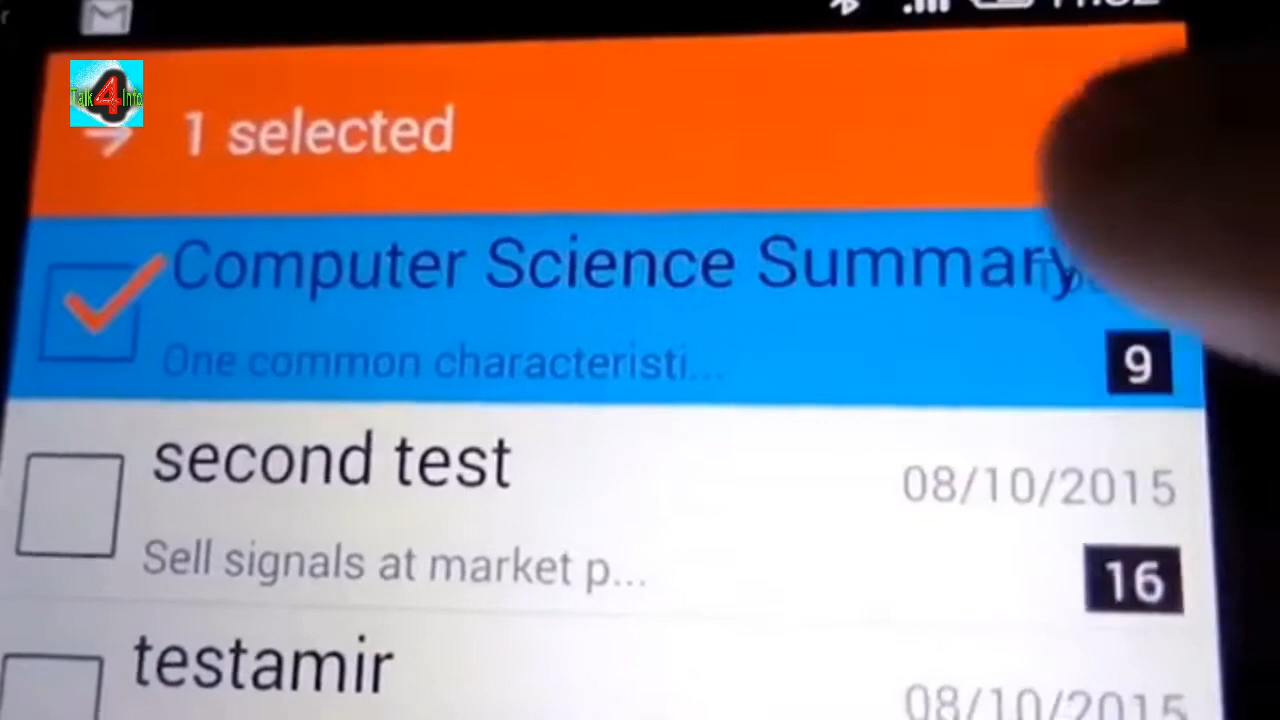 Talk 4 Info
1 selected
Computer Science Summary
One common characteristi...
9
second test
08/10/2015
Sell signals at market p...
16
testamir
08/10/2015